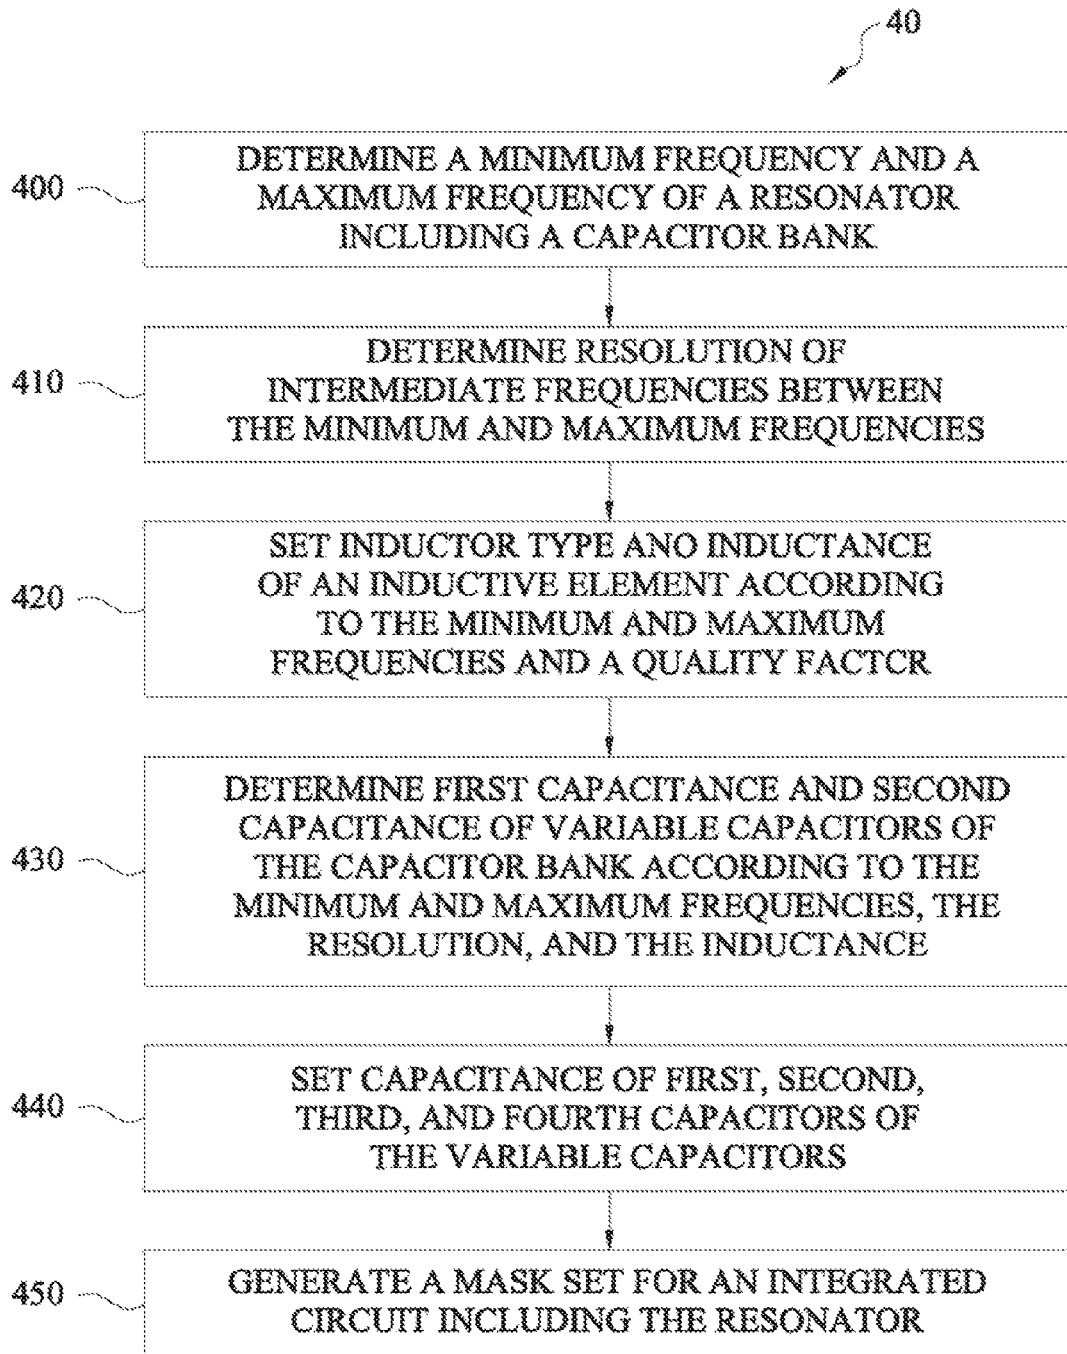 40
400
DETERMINE A MINIMUM FREQUENCY AND A
MAXIMUM FREQUENCY OF A RESONATOR
INCLUDING A CAPACITOR BANK
410
DETERMINE RESOLUTION OF
INTERMEDIATE FREQUENCIES BETWEEN
THE MINIMUM AND MAXIMUM FREQUENCIES
420
SET INDUCTOR TYPE ANO INDUCTANCE
OF AN INDUCTIVE ELEMENT ACCORDING
TO THE MINIMUM AND MAXIMUM
FREQUENCIES AND A QUALITY FACTCR
430
DETERMINE FIRST CAPACITANCE AND SECOND
CAPACITANCE OF VARIABLE CAPACITORS OF
THE CAPACITOR BANK ACCORDING TO THE
MINIMUM AND MAXIMUM FREQUENCIES, THE
RESOLUTION, AND THE INDUCTANCE
440
SET CAPACITANCE OF FIRST, SECOND,
THIRD, AND FOURTH CAPACITORS OF
THE VARIABLE CAPACITORS
450
GENERATE A MASK SET FOR AN INTEGRATED
CIRCUIT INCLUDING THE RESONATOR